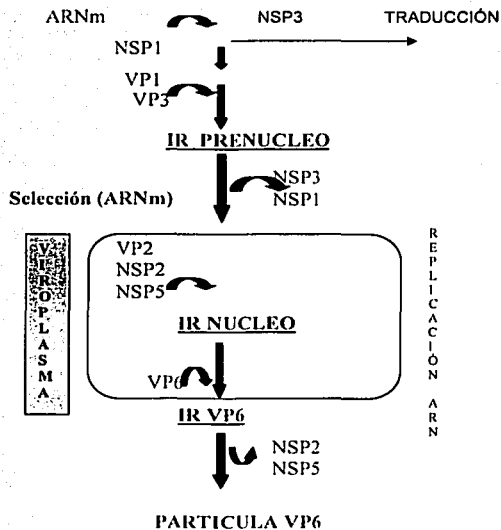 ARNm NSP3 TRADUCCIÓN
NSP1
VP1
VP3
IR PRENUCLEO
NSP3
Selección (ARNm) NSP1
VP2
NSP2
NSP5
IR NUCLEO
VP6
IR VP6
NSP2
NSP5
PARTICULA VP6
VIROPLASMA
REPLICACIÓN ARN